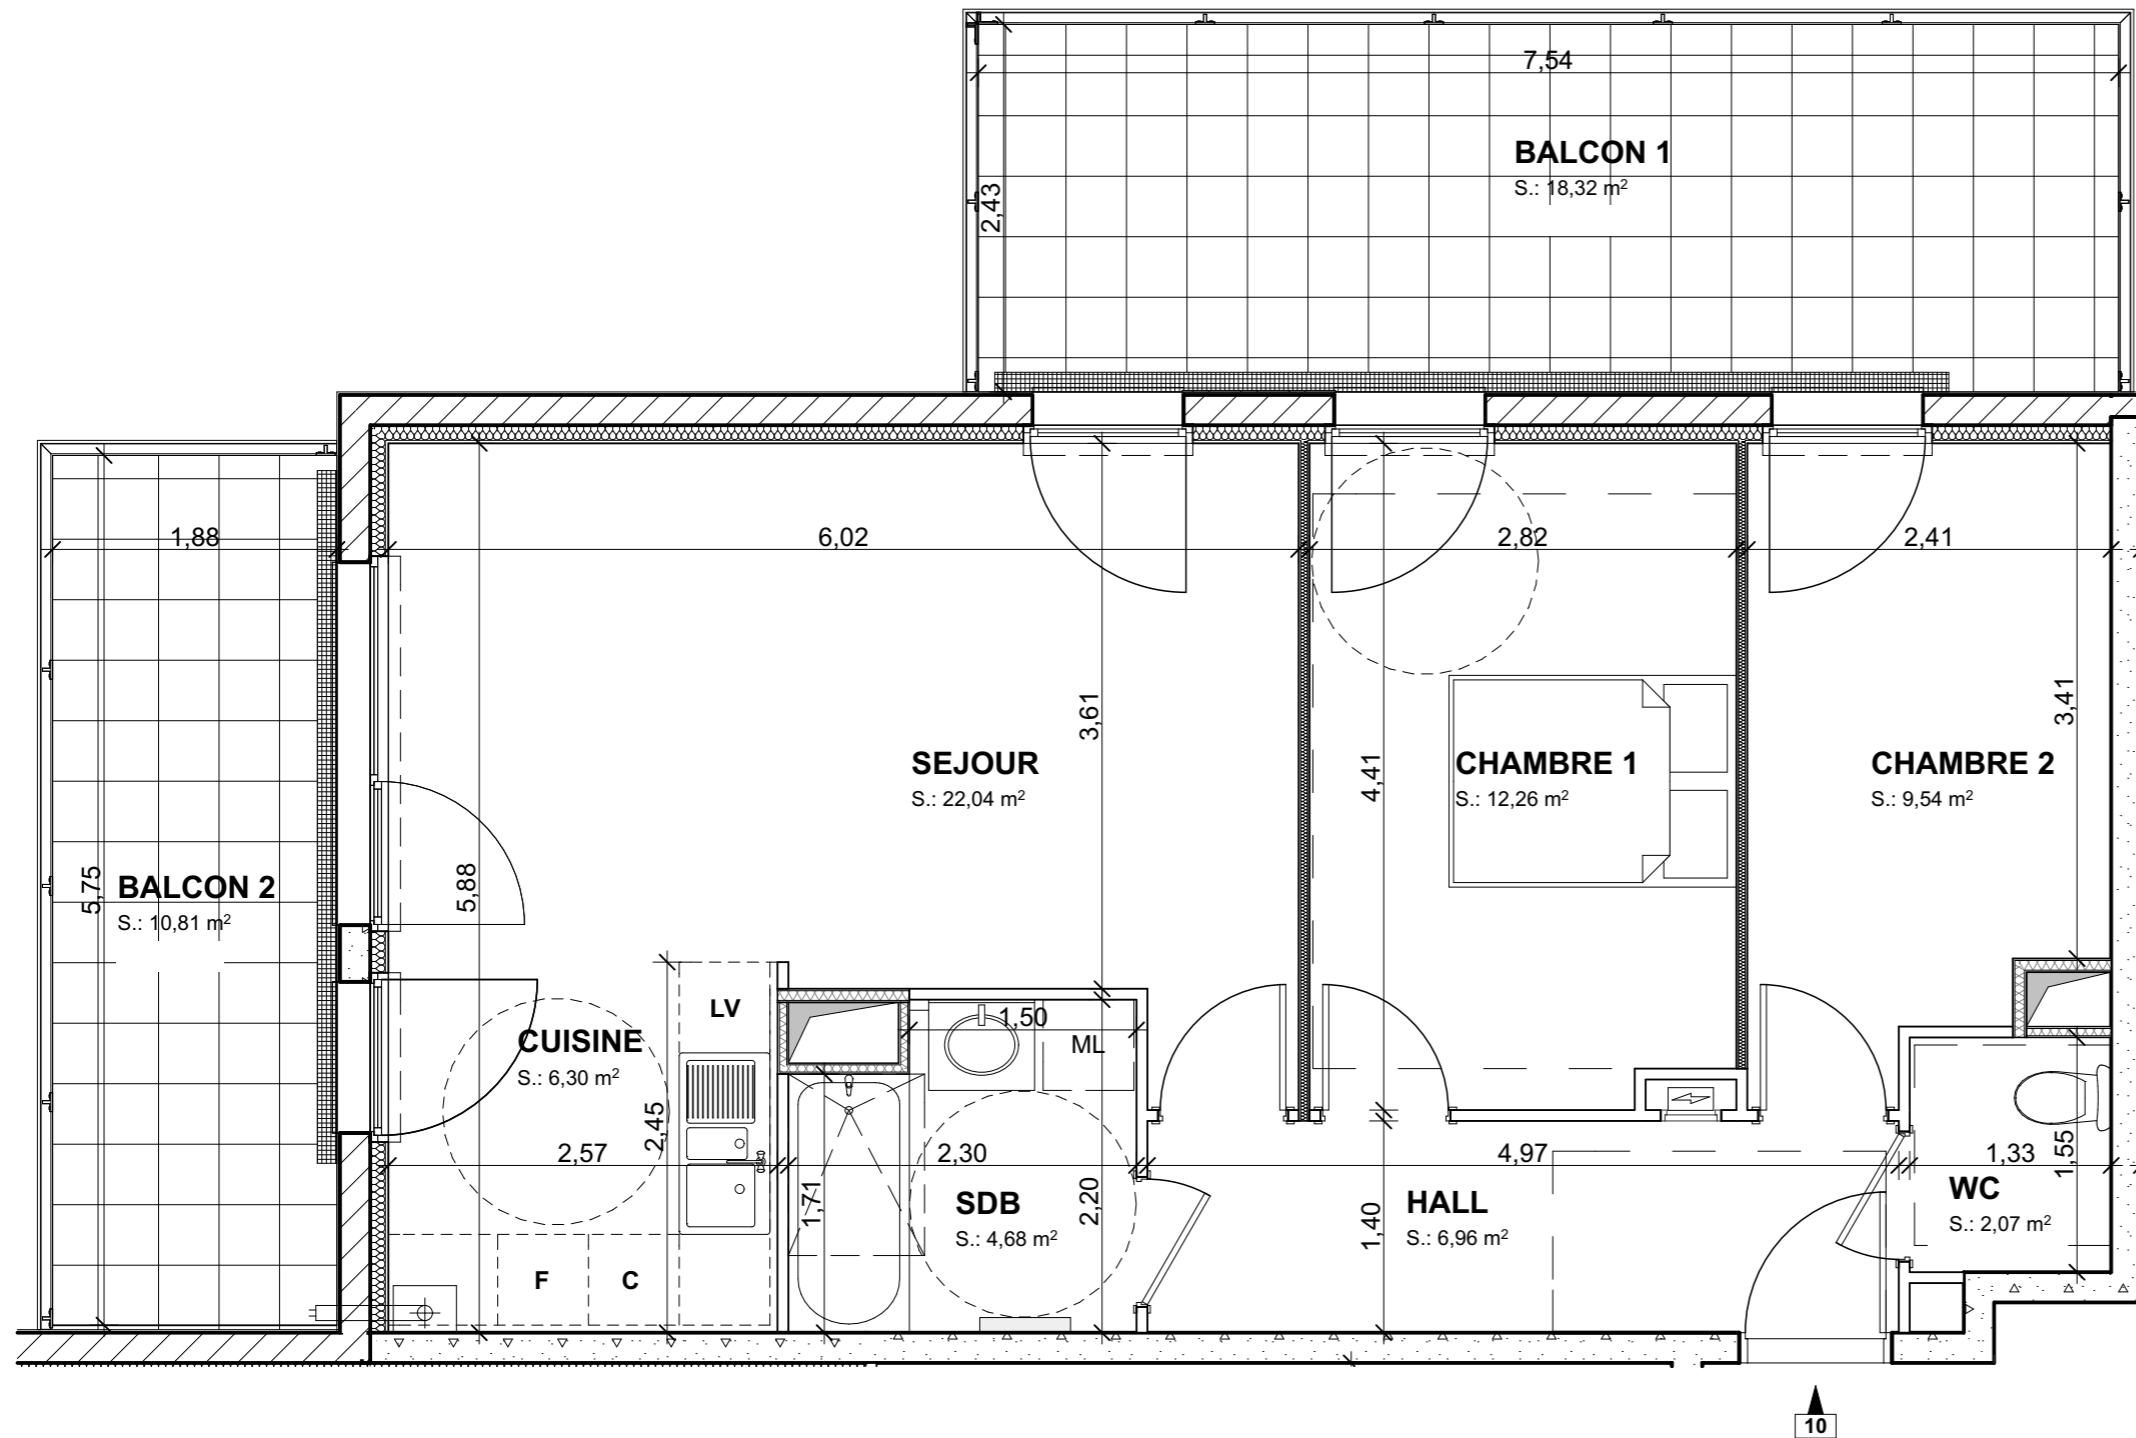 7,54
BALCON 1
S.: 18,32 m²
2,43
1,88
6,02
2,82
2,41
3,61
3,41
4,41
SEJOUR
S.: 22,04 m²
CHAMBRE 1
S.: 12,26 m²
CHAMBRE 2
S.: 9,54 m²
5,75
BALCON 2
S.: 10,81 m²
5,88
LV
1,50
ML
CUISINE
S.: 6,30 m²
2,45
2,57
2,30
4,97
1,33
1,55
1,71
SDB
S.: 4,68 m²
2,20
1,40
HALL
S.: 6,96 m²
WC
S.: 2,07 m²
F
C
10